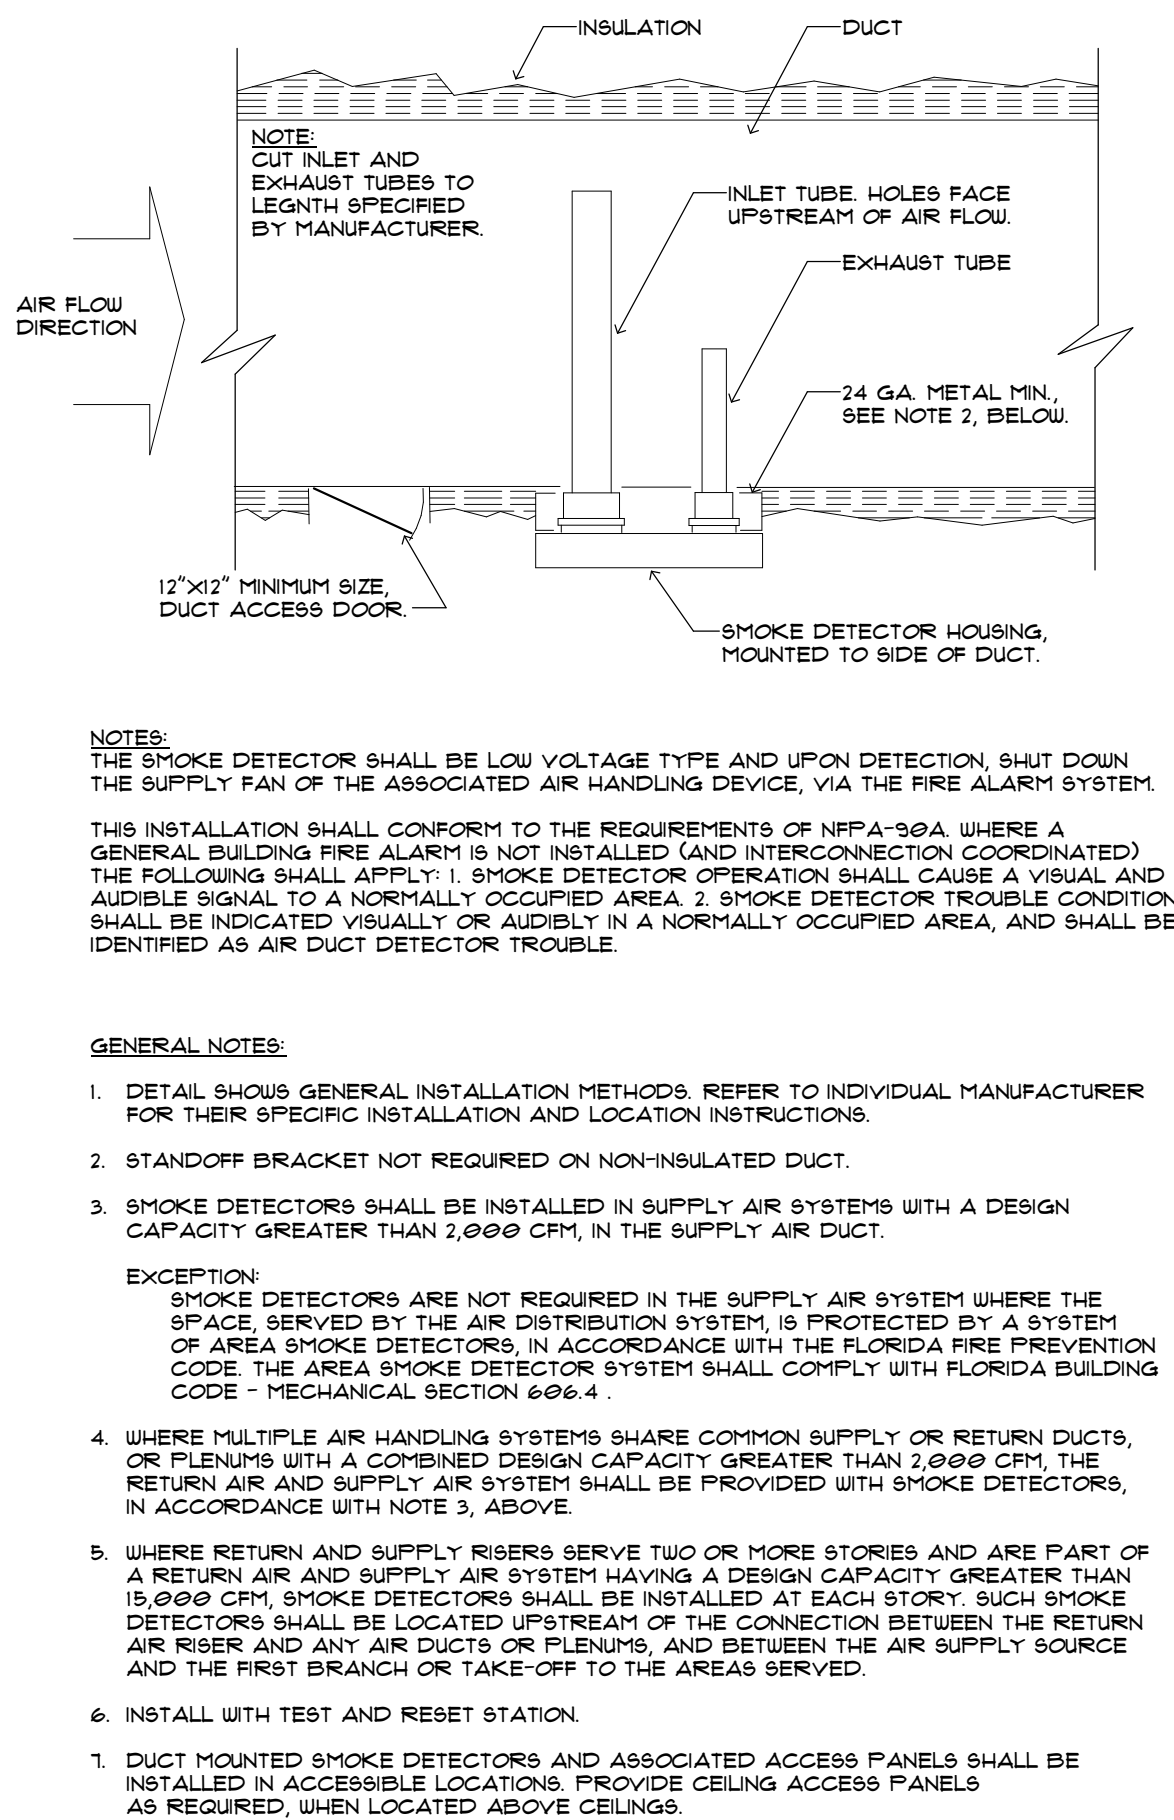 INSULATION
DUCT
NOTE:
CUT INLET AND
EXHAUST TUBES TO
LEGNTH SPECIFIED
BY MANUFACTURER.
INLET TUBE. HOLES FACE
UPSTREAM OF AIR FLOW.
EXHAUST TUBE
AIR FLOW
DIRECTION
24 GA. METAL MIN.,
SEE NOTE 2, BELOW.
12"X12" MINIMUM SIZE,
DUCT ACCESS DOOR.
SMOKE DETECTOR HOUSING,
MOUNTED TO SIDE OF DUCT.
NOTES:
THE SMOKE DETECTOR SHALL BE LOW VOLTAGE TYPE AND UPON DETECTION, SHUT DOWN
THE SUPPLY FAN OF THE ASSOCIATED AIR HANDLING DEVICE, VIA THE FIRE ALARM SYSTEM.
THIS INSTALLATION SHALL CONFORM TO THE REQUIREMENTS OF NFPA-90A. WHERE A
GENERAL BUILDING FIRE ALARM IS NOT INSTALLED (AND INTERCONNECTION COORDINATED)
THE FOLLOWING SHALL APPLY: 1. SMOKE DETECTOR OPERATION SHALL CAUSE A VISUAL AND
AUDIBLE SIGNAL TO A NORMALLY OCCUPIED AREA. 2. SMOKE DETECTOR TROUBLE CONDITION
SHALL BE INDICATED VISUALLY OR AUDIBLY IN A NORMALLY OCCUPIED AREA, AND SHALL BE
IDENTIFIED AS AIR DUCT DETECTOR TROUBLE.
GENERAL NOTES:
1. DETAIL SHOWS GENERAL INSTALLATION METHODS. REFER TO INDIVIDUAL MANUFACTURER
FOR THEIR SPECIFIC INSTALLATION AND LOCATION INSTRUCTIONS.
2. STANDOFF BRACKET NOT REQUIRED ON NON-INSULATED DUCT.
3. SMOKE DETECTORS SHALL BE INSTALLED IN SUPPLY AIR SYSTEMS WITH A DESIGN
CAPACITY GREATER THAN 2,000 CFM, IN THE SUPPLY AIR DUCT.
EXCEPTION:
SMOKE DETECTORS ARE NOT REQUIRED IN THE SUPPLY AIR SYSTEM WHERE THE
SPACE, SERVED BY THE AIR DISTRIBUTION SYSTEM, IS PROTECTED BY A SYSTEM
OF AREA SMOKE DETECTORS, IN ACCORDANCE WITH THE FLORIDA FIRE PREVENTION
CODE. THE AREA SMOKE DETECTOR SYSTEM SHALL COMPLY WITH FLORIDA BUILDING
CODE - MECHANICAL SECTION 606.4 .
4. WHERE MULTIPLE AIR HANDLING SYSTEMS SHARE COMMON SUPPLY OR RETURN DUCTS,
OR PLENUMS WITH A COMBINED DESIGN CAPACITY GREATER THAN 2,000 CFM, THE
RETURN AIR AND SUPPLY AIR SYSTEM SHALL BE PROVIDED WITH SMOKE DETECTORS,
IN ACCORDANCE WITH NOTE 3, ABOVE.
5. WHERE RETURN AND SUPPLY RISERS SERVE TWO OR MORE STORIES AND ARE PART OF
A RETURN AIR AND SUPPLY AIR SYSTEM HAVING A DESIGN CAPACITY GREATER THAN
15,000 CFM, SMOKE DETECTORS SHALL BE INSTALLED AT EACH STORY. SUCH SMOKE
DETECTORS SHALL BE LOCATED UPSTREAM OF THE CONNECTION BETWEEN THE RETURN
AIR RISER AND ANY AIR DUCTS OR PLENUMS, AND BETWEEN THE AIR SUPPLY SOURCE
AND THE FIRST BRANCH OR TAKE-OFF TO THE AREAS SERVED.
6. INSTALL WITH TEST AND RESET STATION.
7. DUCT MOUNTED SMOKE DETECTORS AND ASSOCIATED ACCESS PANELS SHALL BE
INSTALLED IN ACCESSIBLE LOCATIONS. PROVIDE CEILING ACCESS PANELS
AS REQUIRED, WHEN LOCATED ABOVE CEILINGS.